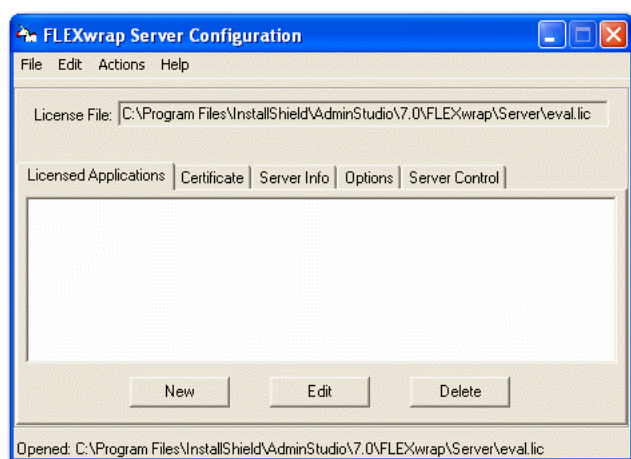 FLEXwrap Server Configuration
File Edit Actions Help
License File: C:\Program Files\InstallShield\AdminStudio\7.0\FLEXwrap\Server\eval.lic
Licensed Applications Certificate Server Info Options Server Control
New Edit Delete
Opened: C:\Program Files\InstallShield\AdminStudio\7.0\FLEXwrap\Server\eval.lic